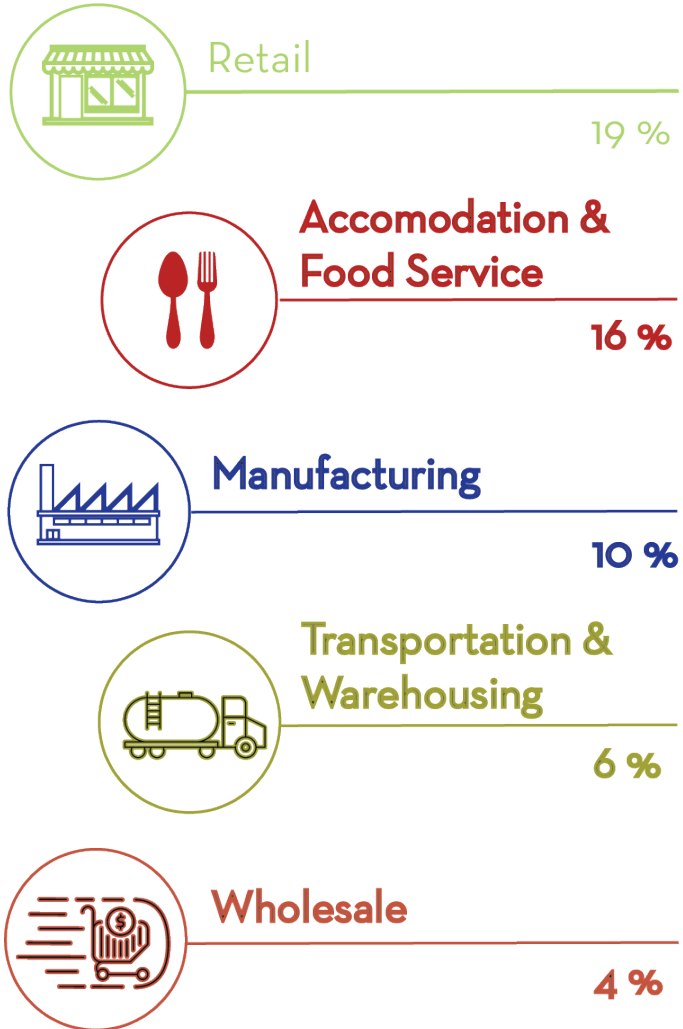 Retail
19 %
Accomodation &
Food Service
16 %
Manufacturing
10 %
Transportation &
Warehousing
6 %
$
Wholesale
4 %